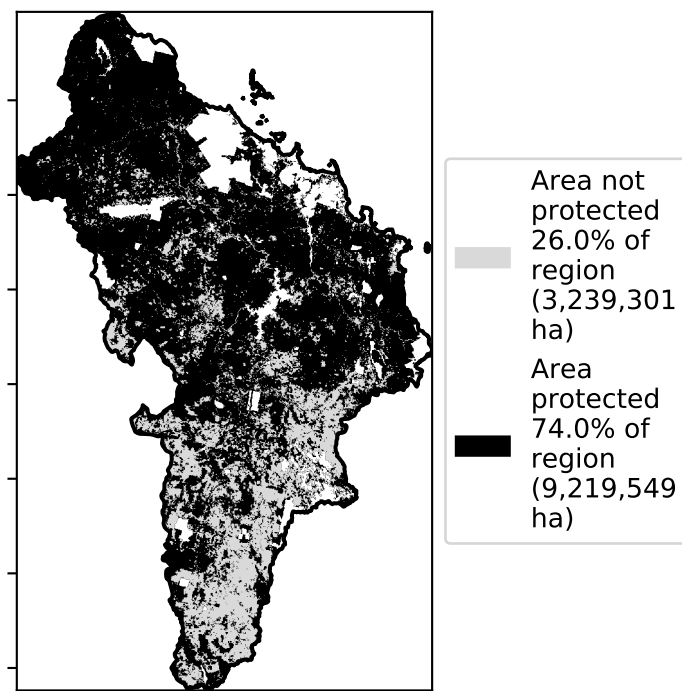 Area not
protected
26.0% of
region
(3,239,301
ha)
Area
protected
74.0% of
region
(9,219,549
ha)